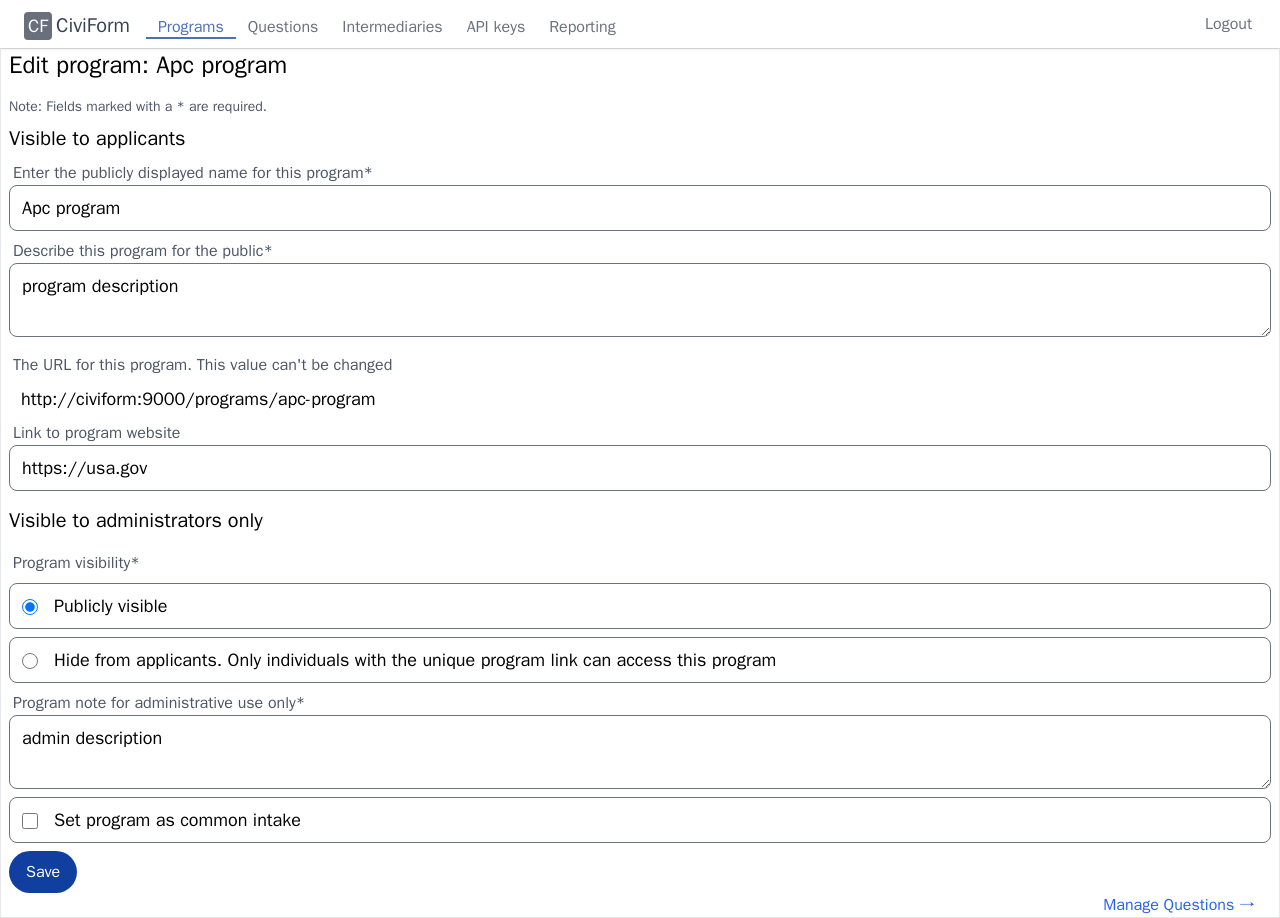 CF CiviForm Programs Questions Intermediaries API keys Reporting Logout
Edit program: Apc program
Note: Fields marked with a * are required.
Visible to applicants
Enter the publicly displayed name for this program*
Apc program
Describe this program for the public*
program description
The URL for this program. This value can't be changed
http://civiform:9000/programs/apc-program
Link to program website
https://usa.gov
Visible to administrators only
Program visibility*
Publicly visible
Hide from applicants. Only individuals with the unique program link can access this program
Program note for administrative use only*
admin description
Set program as common intake
Save
Manage Questions →